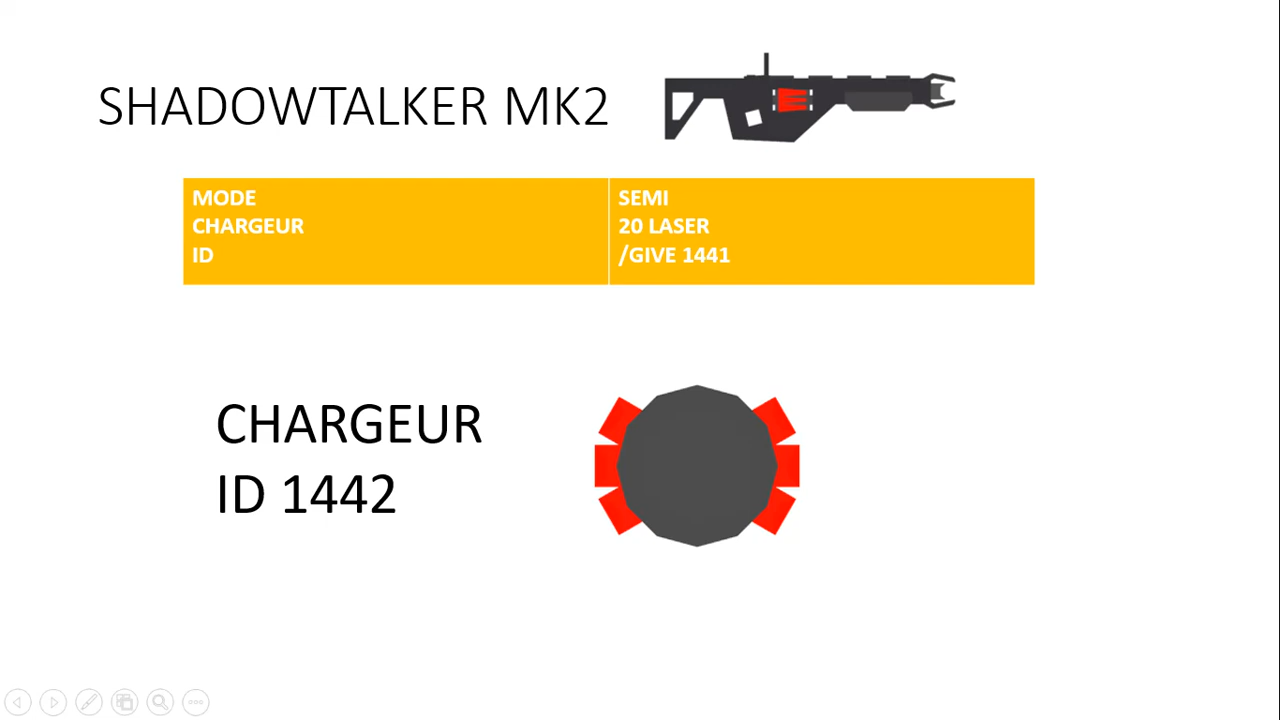 SHADOWTALKER MK2
MODE
CHARGEUR
ID
SEMI
20 LASER
/GIVE 1441
CHARGEUR
ID 1442